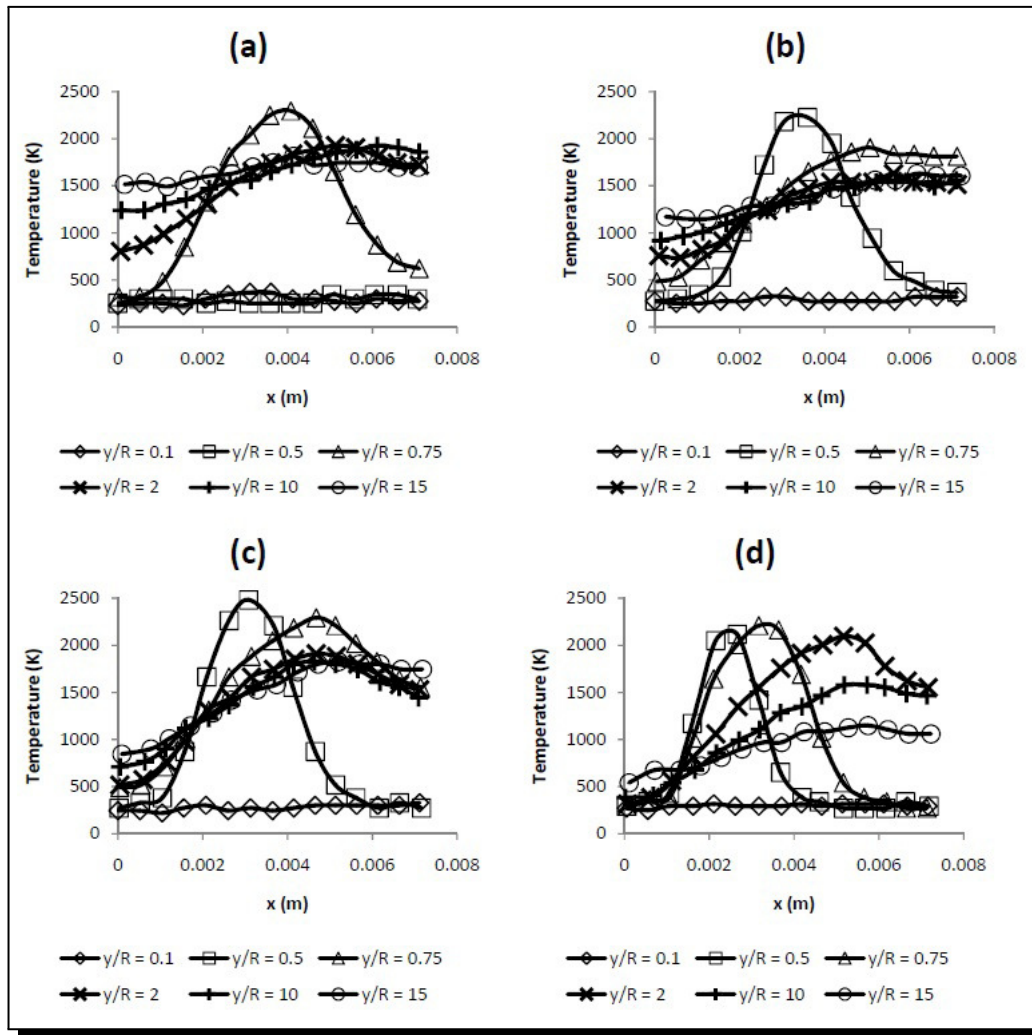 (a)
Temperature (K)
2500
2000
1500
1000
500
0
0 0.002 0.004 0.006 0.008
x (m)
y/R = 0.1 y/R = 0.5 y/R = 0.75
y/R = 2 y/R = 10 y/R = 15
(b)
Temperature (K)
2500
2000
1500
1000
500
0
0 0.002 0.004 0.006 0.008
x (m)
y/R = 0.1 y/R = 0.5 y/R = 0.75
y/R = 2 y/R = 10 y/R = 15
(c)
Temperature (K)
2500
2000
1500
1000
500
0
0 0.002 0.004 0.006 0.008
x (m)
y/R = 0.1 y/R = 0.5 y/R = 0.75
y/R = 2 y/R = 10 y/R = 15
(d)
Temperature (K)
2500
2000
1500
1000
500
0
0 0.002 0.004 0.006 0.008
x (m)
y/R = 0.1 y/R = 0.5 y/R = 0.75
y/R = 2 y/R = 10 y/R = 15